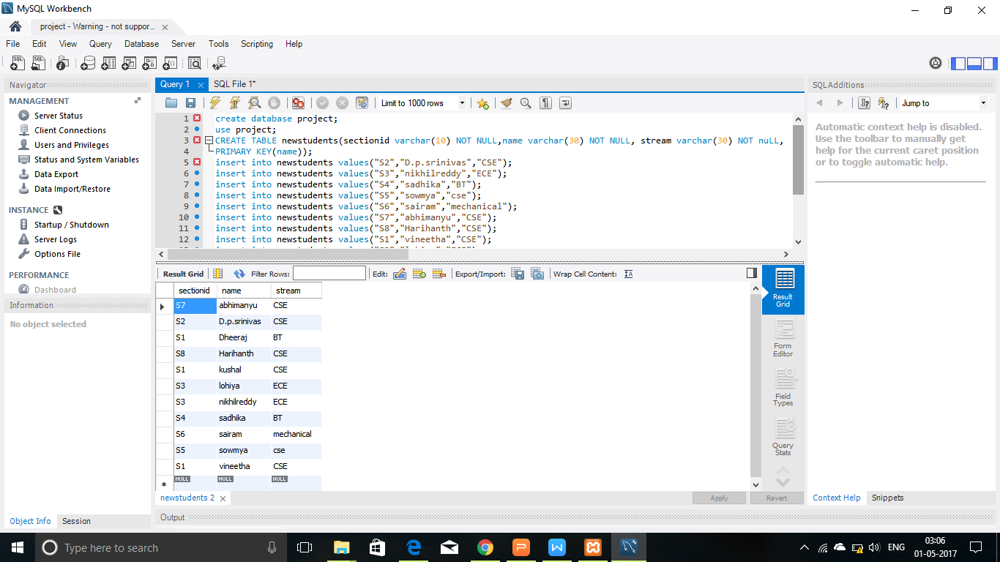 MySQL Workbench
project - Warning - not suppor...
File Edit View Query Database Server Tools Scripting Help
Navigator
MANAGEMENT
Server Status
Client Connections
Users and Privileges
Status and System Variables
Data Export
Data Import/Restore
INSTANCE
Startup / Shutdown
Server Logs
Options File
PERFORMANCE
Dashboard
Information
No object selected
Object Info Session
Query 1 SQL File 1*
Limit to 1000 rows
1 create database project;
2 use project;
3 CREATE TABLE newstudents(sectionid varchar(10) NOT NULL,name varchar(30) NOT NULL, stream varchar(30) NOT nuLL,
4 PRIMARY KEY(name));
5 insert into newstudents values("S2","D.p.srinivas","CSE");
6 insert into newstudents values("S3","nikhilreddy","ECE");
7 insert into newstudents values("S4","sadhika","BT");
8 insert into newstudents values("S5","sowmya","cse");
9 insert into newstudents values("S6","sairam","mechanical");
10 insert into newstudents values("S7","abhimanyu","CSE");
11 insert into newstudents values("S8","Harihanth","CSE");
12 insert into newstudents values("S1","vineetha","CSE");
Result Grid Filter Rows: Edit: Export/Import: Wrap Cell Content:
sectionid name stream
S7 abhimanyu CSE
S2 D.p.srinivas CSE
S1 Dheeraj BT
S8 Harihanth CSE
S1 kushal CSE
S3 lohiya ECE
S3 nikhilreddy ECE
S4 sadhika BT
S6 sairam mechanical
S5 sowmya cse
S1 vineetha CSE
NULL NULL NULL
Result
Grid
Form
Editor
Field
Types
Query
Stats
newstudents 2 Apply Revert
Output
SQLAdditions
Jump to
Automatic context help is disabled.
Use the toolbar to manually get
help for the current caret position
or to toggle automatic help.
Context Help Snippets
Type here to search
ENG
03:06
01-05-2017